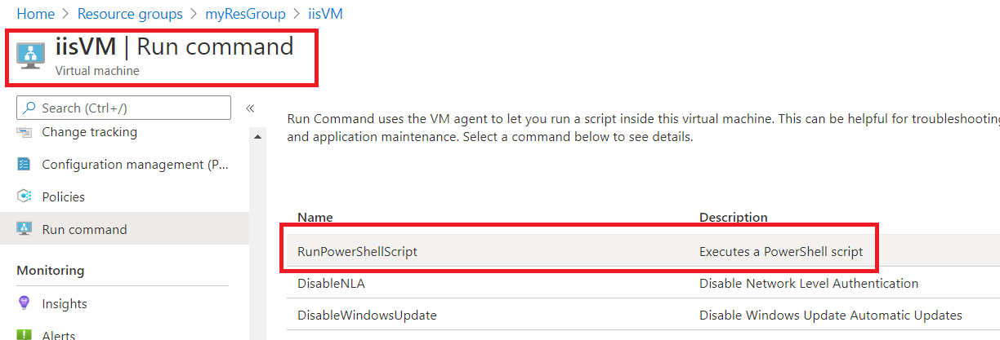 Home > Resource groups > myResGroup > iisVM
iisVM | Run command
Virtual machine
Search (Ctrl+/)
«
Change tracking
Configuration management (P...
Policies
Run command
Monitoring
Insights
Alerts
Run Command uses the VM agent to let you run a script inside this virtual machine. This can be helpful for troubleshooting
and application maintenance. Select a command below to see details.
Name Description
RunPowerShellScript Executes a PowerShell script
DisableNLA Disable Network Level Authentication
DisableWindowsUpdate Disable Windows Update Automatic Updates